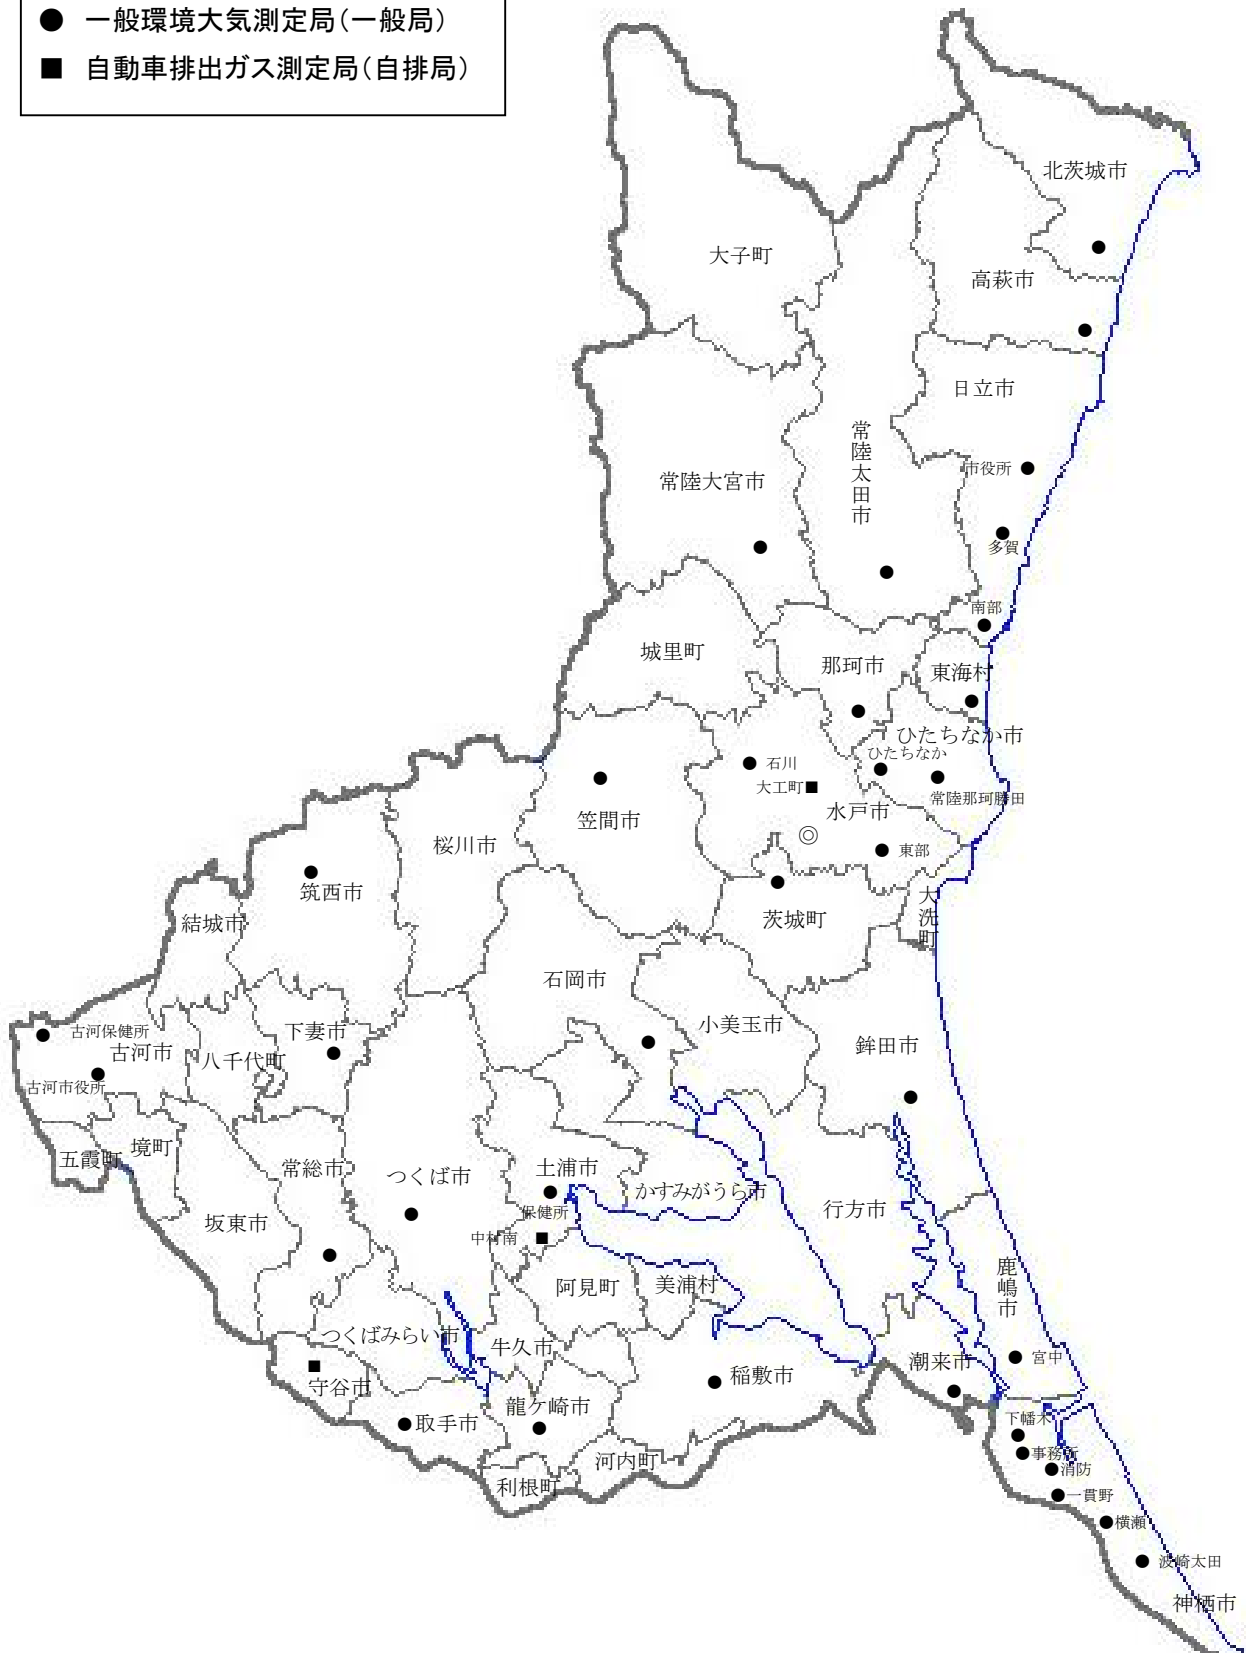 ● 一般環境大気測定局(一般局)
■ 自動車排出ガス測定局(自排局)
北茨城市
大子町
高萩市
日立市
常陸太田市
市役所
常陸大宮市
多賀
南部
城里町
那珂市
東海村
ひたちなか市
ひたちなか
石川
大工町
常陸那珂勝田
水戸市
笠間市
桜川市
東部
筑西市
茨城町
大洗町
結城市
石岡市
小美玉市
鉾田市
下妻市
古河保健所
古河市
八千代町
古河市役所
境町
五霞町
常総市
つくば市
土浦市
かすみがうら市
保健所
行方市
坂東市
中村南
阿見町
美浦村
鹿嶋市
つくばみらい市
牛久市
宮中
潮来市
稲敷市
守谷市
龍ケ崎市
取手市
下幡木
事務所
河内町
消防
利根町
一貫野
横瀬
波崎太田
神栖市